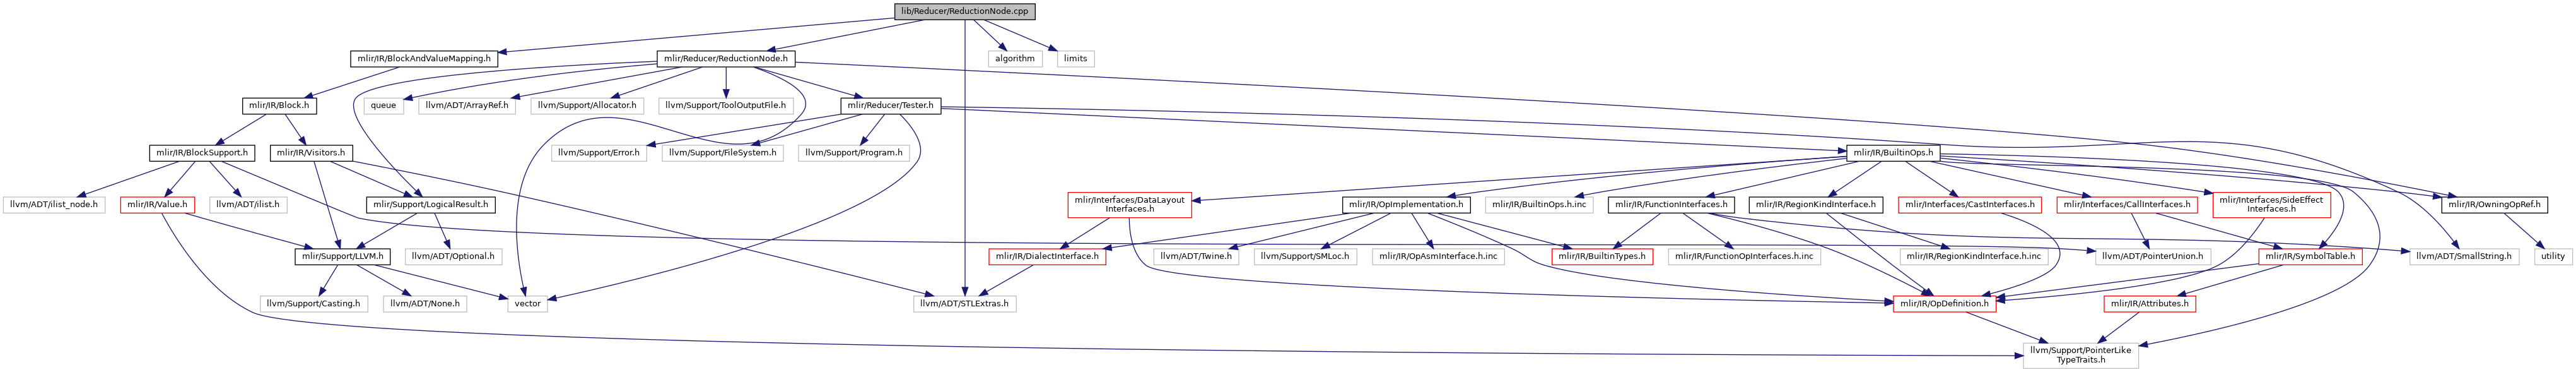 lib/Reducer/ReductionNode.cpp
mlir/IR/BlockAndValueMapping.h
mlir/Reducer/ReductionNode.h
algorithm
limits
mlir/IR/Block.h
queue
llvm/ADT/ArrayRef.h
llvm/Support/Allocator.h
llvm/Support/ToolOutputFile.h
mlir/Reducer/Tester.h
mlir/IR/BlockSupport.h
mlir/IR/Visitors.h
llvm/Support/Error.h
llvm/Support/FileSystem.h
llvm/Support/Program.h
mlir/IR/BuiltinOps.h
llvm/ADT/ilist_node.h
mlir/IR/Value.h
llvm/ADT/ilist.h
mlir/Support/LogicalResult.h
mlir/Interfaces/DataLayout
Interfaces.h
mlir/IR/OpImplementation.h
mlir/IR/BuiltinOps.h.inc
mlir/IR/FunctionInterfaces.h
mlir/IR/RegionKindInterface.h
mlir/Interfaces/CastInterfaces.h
mlir/Interfaces/CallInterfaces.h
mlir/Interfaces/SideEffect
Interfaces.h
mlir/IR/OwningOpRef.h
mlir/Support/LLVM.h
llvm/ADT/Optional.h
mlir/IR/DialectInterface.h
llvm/ADT/Twine.h
llvm/Support/SMLoc.h
mlir/IR/OpAsmInterface.h.inc
mlir/IR/BuiltinTypes.h
mlir/IR/FunctionOpInterfaces.h.inc
mlir/IR/RegionKindInterface.h.inc
llvm/ADT/PointerUnion.h
mlir/IR/SymbolTable.h
llvm/ADT/SmallString.h
utility
llvm/Support/Casting.h
llvm/ADT/None.h
vector
llvm/ADT/STLExtras.h
mlir/IR/OpDefinition.h
mlir/IR/Attributes.h
llvm/Support/PointerLike
TypeTraits.h